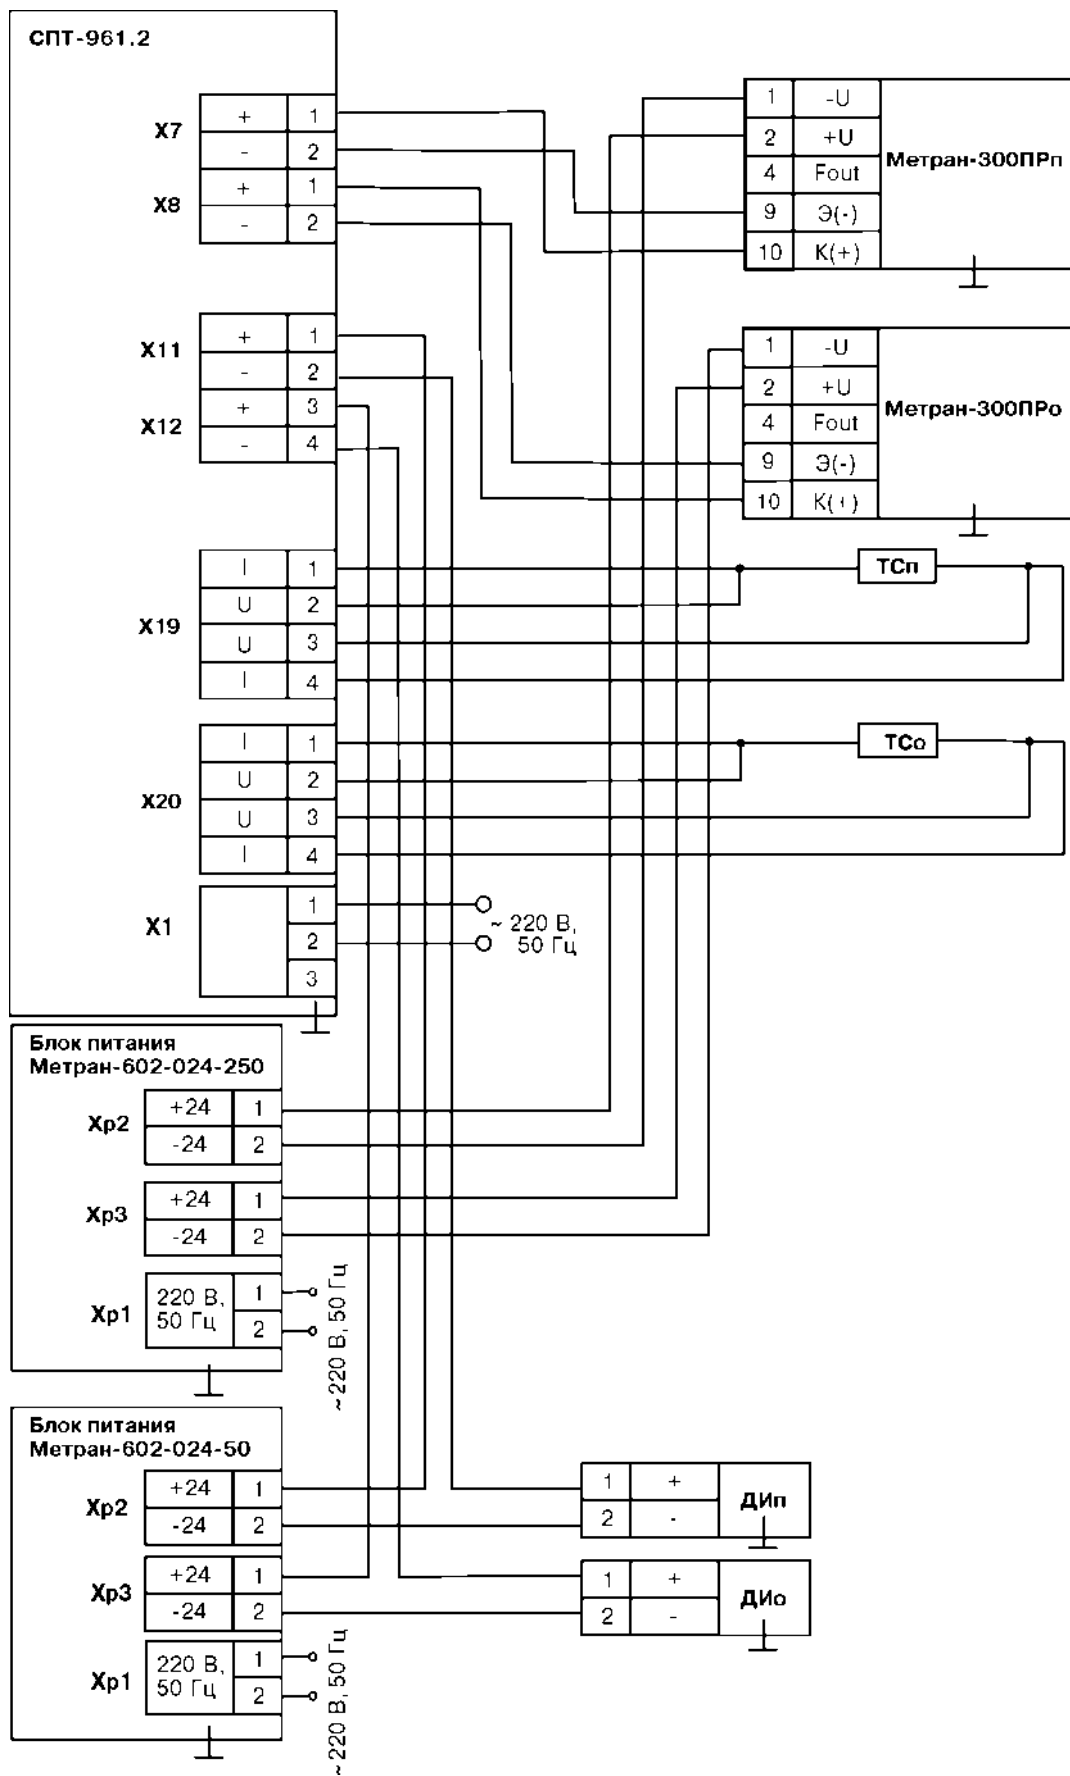 СПТ-961.2
X7
+ 1
- 2
X8
+ 1
- 2
X11
+ 1
- 2
X12
+ 3
- 4
X19
I 1
U 2
U 3
I 4
X20
I 1
U 2
U 3
I 4
X1
1
2
3
~ 220 В,
50 Гц
1 -U
2 +U
4 Fout
9 Э(-)
10 К(+)
Метран-300ПРп
1 -U
2 +U
4 Fout
9 Э(-)
10 К(+)
Метран-300ПРо
ТСп
ТСо
Блок питания
Метран-602-024-250
Xp2
+24 1
-24 2
Xp3
+24 1
-24 2
Xp1
220 В,
50 Гц
1
2
~220 В, 50 Гц
Блок питания
Метран-602-024-50
Xp2
+24 1
-24 2
Xp3
+24 1
-24 2
Xp1
220 В,
50 Гц
1
2
~220 В, 50 Гц
1 +
2 -
ДИп
1 +
2 -
ДИо